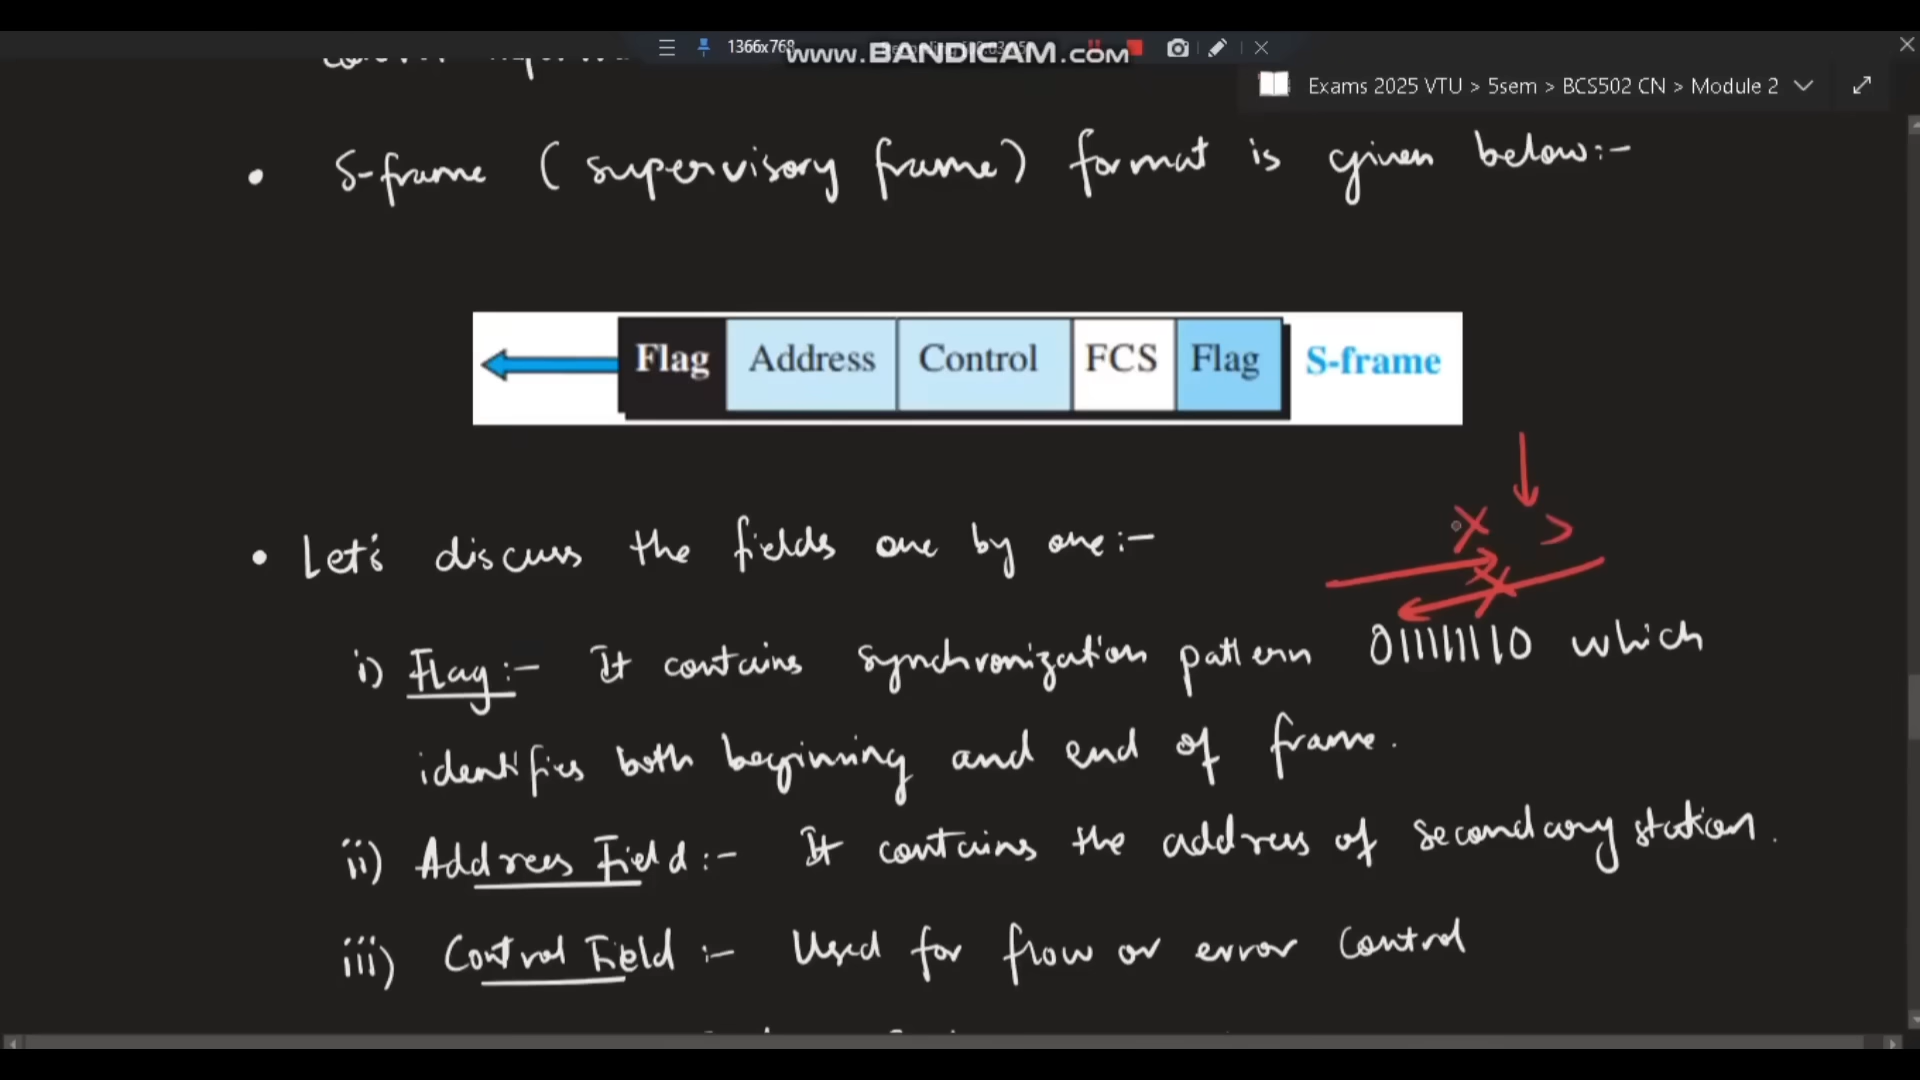 1366x768
www.BANDICAM.com
Exams 2025 VTU > 5sem > BCS502 CN > Module 2
• S-frame (supervisory frame) format is given below:-
Flag Address Control FCS Flag S-frame
• Let's discuss the fields one by one:-
i) Flag:- It contains synchronization pattern 011111110 which
identifies both beginning and end of frame.
ii) Address Field:- It contains the address of secondary station.
iii) Control Field:- Used for flow or error control